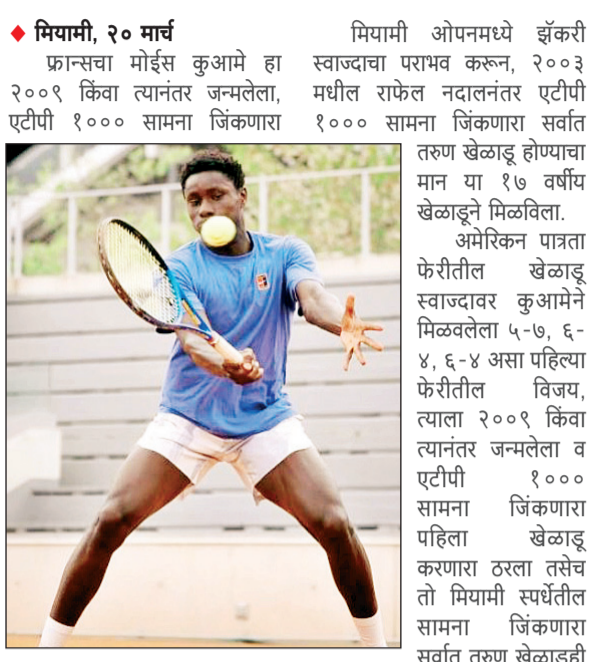 मियामी, २० मार्च
फ्रान्सचा मोईस कुआमे हा
२००९ किंवा त्यानंतर जन्मलेला,
एटीपी १००० सामना जिंकणारा
मियामी ओपनमध्ये झॅकरी
स्वाज्दाचा पराभव करून, २००३
मधील राफेल नदालनंतर एटीपी
१००० सामना जिंकणारा सर्वात
तरुण खेळाडू होण्याचा
मान या १७ वर्षीय
खेळाडूने मिळविला.
अमेरिकन पात्रता
फेरीतील खेळाडू
स्वाज्दावर कुआमेने
मिळवलेला ५-७, ६-
४, ६-४ असा पहिल्या
फेरीतील विजय,
त्याला २००९ किंवा
त्यानंतर जन्मलेला व
एटीपी १०००
सामना जिंकणारा
पहिला खेळाडू
करणारा ठरला तसेच
तो मियामी स्पर्धेतील
सामना जिंकणारा
सर्वात तरुण खेळाडूही